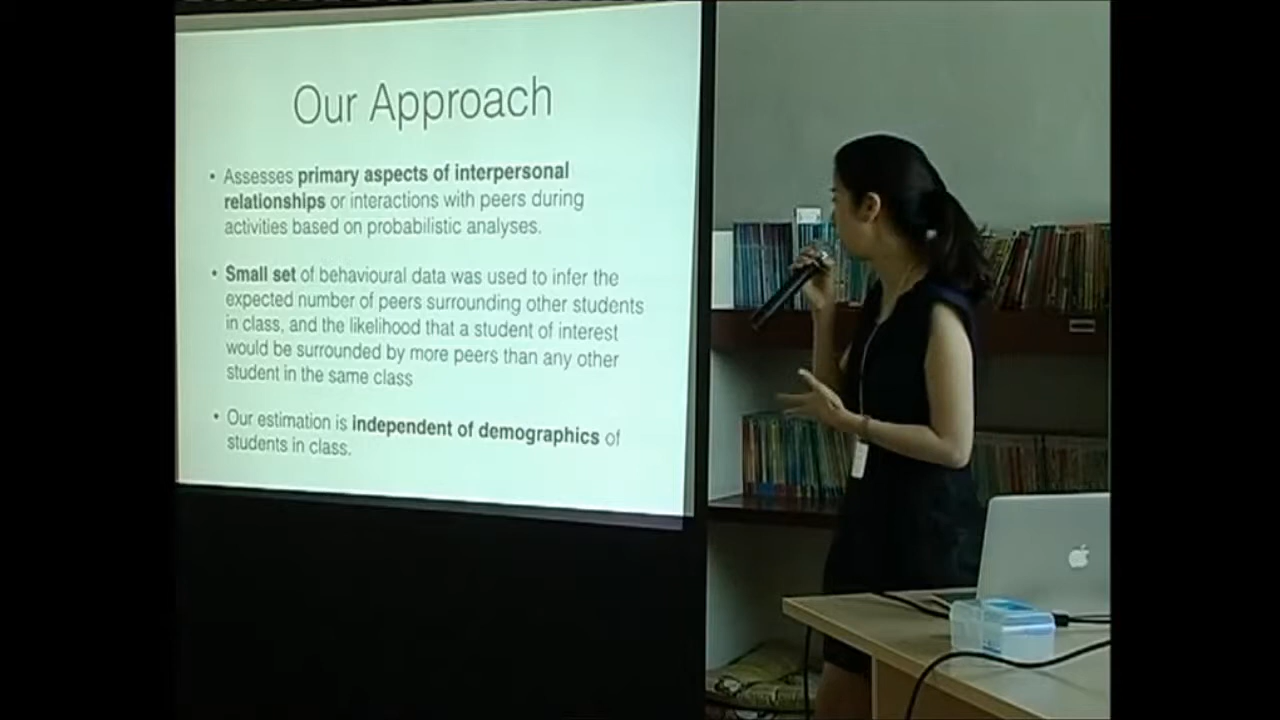 Our Approach
• Assesses primary aspects of interpersonal
relationships or interactions with peers during
activities based on probabilistic analyses.
• Small set of behavioural data was used to infer the
expected number of peers surrounding other students
in class, and the likelihood that a student of interest
would be surrounded by more peers than any other
student in the same class
• Our estimation is independent of demographics of
students in class.